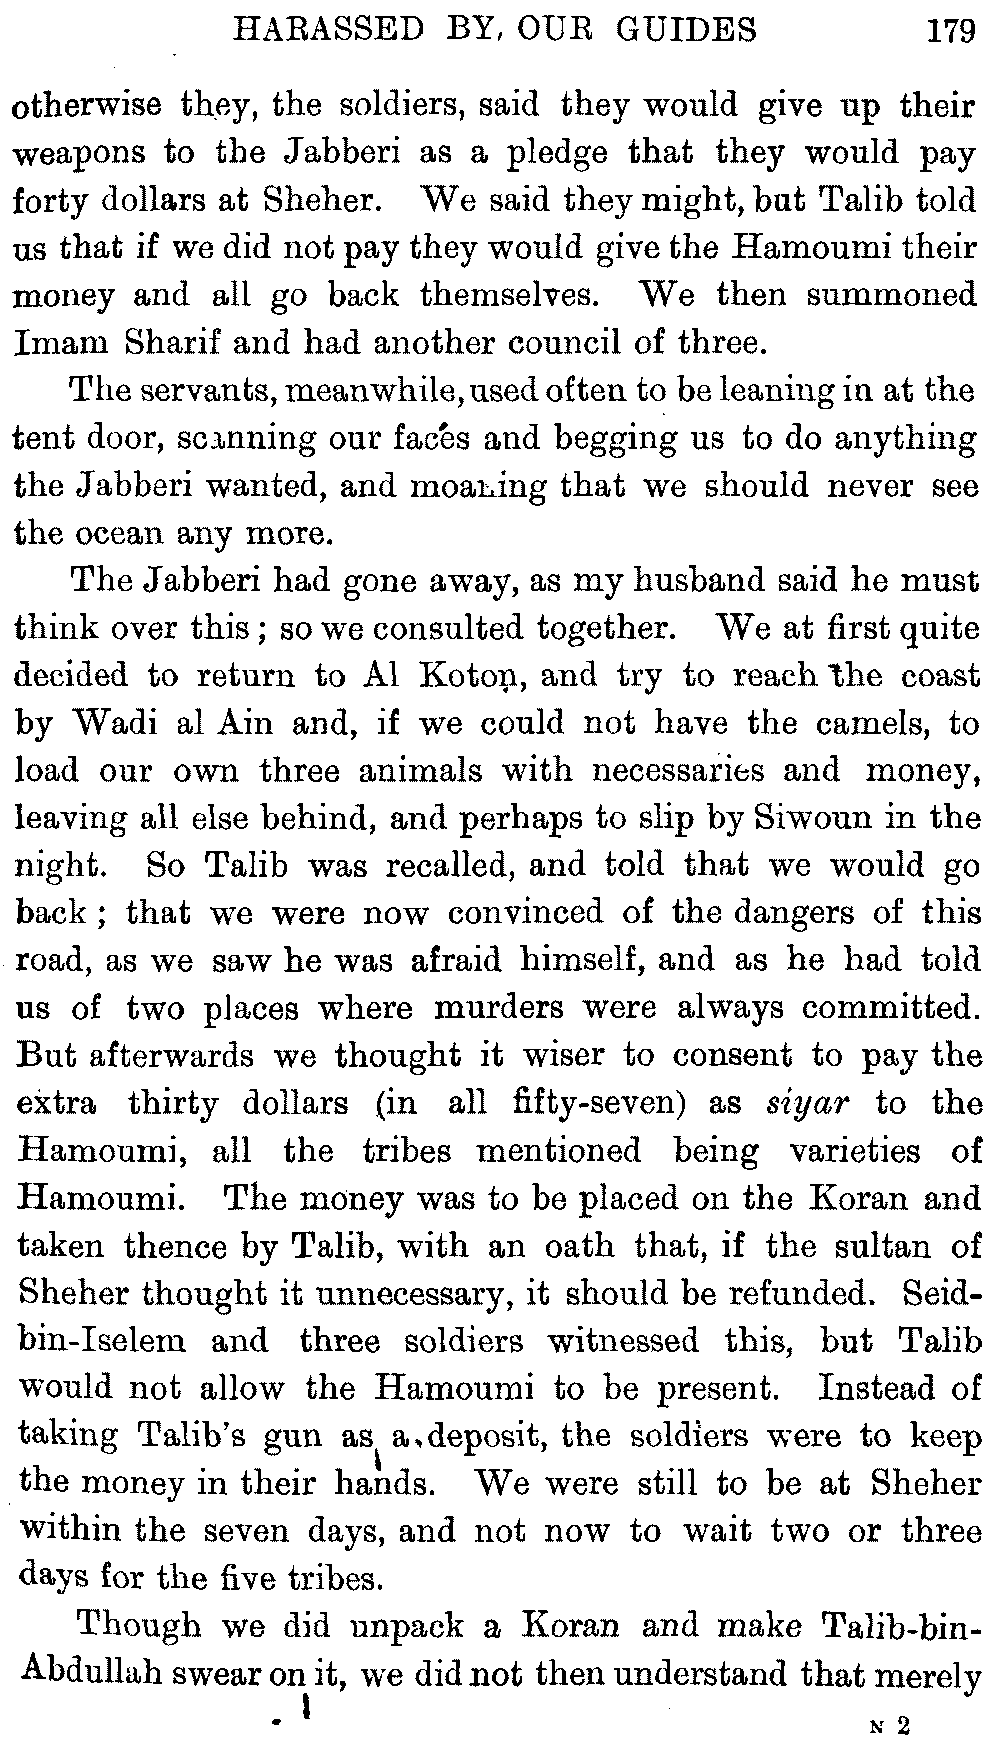 HARASSED BY, OUR GUIDES 179
otherwise they, the soldiers, said they would give up their
weapons to the Jabberi as a pledge that they would pay
forty dollars at Sheher. We said they might, but Talib told
us that if we did not pay they would give the Hamoumi their
money and all go back themselves. We then summoned
Imam Sharif and had another council of three.
The servants, meanwhile, used often to be leaning in at the
tent door, scanning our faces and begging us to do anything
the Jabberi wanted, and moaning that we should never see
the ocean any more.
The Jabberi had gone away, as my husband said he must
think over this ; so we consulted together. We at first quite
decided to return to Al Koton, and try to reach the coast
by Wadi al Ain and, if we could not have the camels, to
load our own three animals with necessaries and money,
leaving all else behind, and perhaps to slip by Siwoun in the
night. So Talib was recalled, and told that we would go
back ; that we were now convinced of the dangers of this
road, as we saw he was afraid himself, and as he had told
us of two places where murders were always committed.
But afterwards we thought it wiser to consent to pay the
extra thirty dollars (in all fifty-seven) as siyar to the
Hamoumi, all the tribes mentioned being varieties of
Hamoumi. The money was to be placed on the Koran and
taken thence by Talib, with an oath that, if the sultan of
Sheher thought it unnecessary, it should be refunded. Seid-
bin-Iselem and three soldiers witnessed this, but Talib
would not allow the Hamoumi to be present. Instead of
taking Talib's gun as a deposit, the soldiers were to keep
the money in their hands. We were still to be at Sheher
within the seven days, and not now to wait two or three
days for the five tribes.
Though we did unpack a Koran and make Talib-bin-
Abdullah swear on it, we did not then understand that merely
N 2